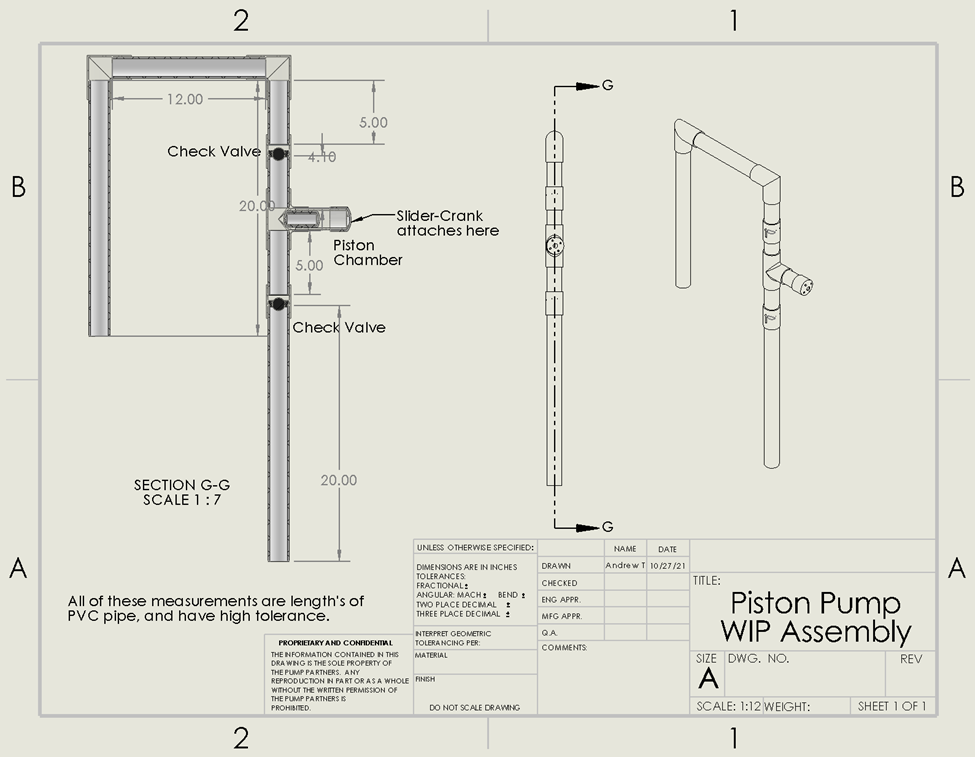 2
1
G
12.00
5.00
Check Valve
4.10
B
B
20.00
Slider-Crank
attaches here
Piston
Chamber
5.00
Check Valve
20.00
SECTION G-G
SCALE 1 : 7
G
A
A
All of these measurements are length's of
PVC pipe, and have high tolerance.
PROPRIETARY AND CONFIDENTIAL
THE INFORMATION CONTAINED IN THIS
DRAWING IS THE SOLE PROPERTY OF
THE PUMP PARTNERS. ANY
REPRODUCTION IN PART OR AS A WHOLE
WITHOUT THE WRITTEN PERMISSION OF
THE PUMP PARTNERS IS
PROHIBITED.
UNLESS OTHERWISE SPECIFIED:
DIMENSIONS ARE IN INCHES
TOLERANCES:
FRACTIONAL ±
ANGULAR: MACH ± BEND ±
TWO PLACE DECIMAL ±
THREE PLACE DECIMAL ±
INTERPRET GEOMETRIC
TOLERANCING PER:
MATERIAL
FINISH
DO NOT SCALE DRAWING
NAME DATE
DRAWN Andrew T 10/27/21
CHECKED
ENG APPR.
MFG APPR.
Q.A.
COMMENTS:
TITLE:
Piston Pump
WIP Assembly
SIZE DWG. NO. REV
A
SCALE: 1:12 WEIGHT: SHEET 1 OF 1
2
1